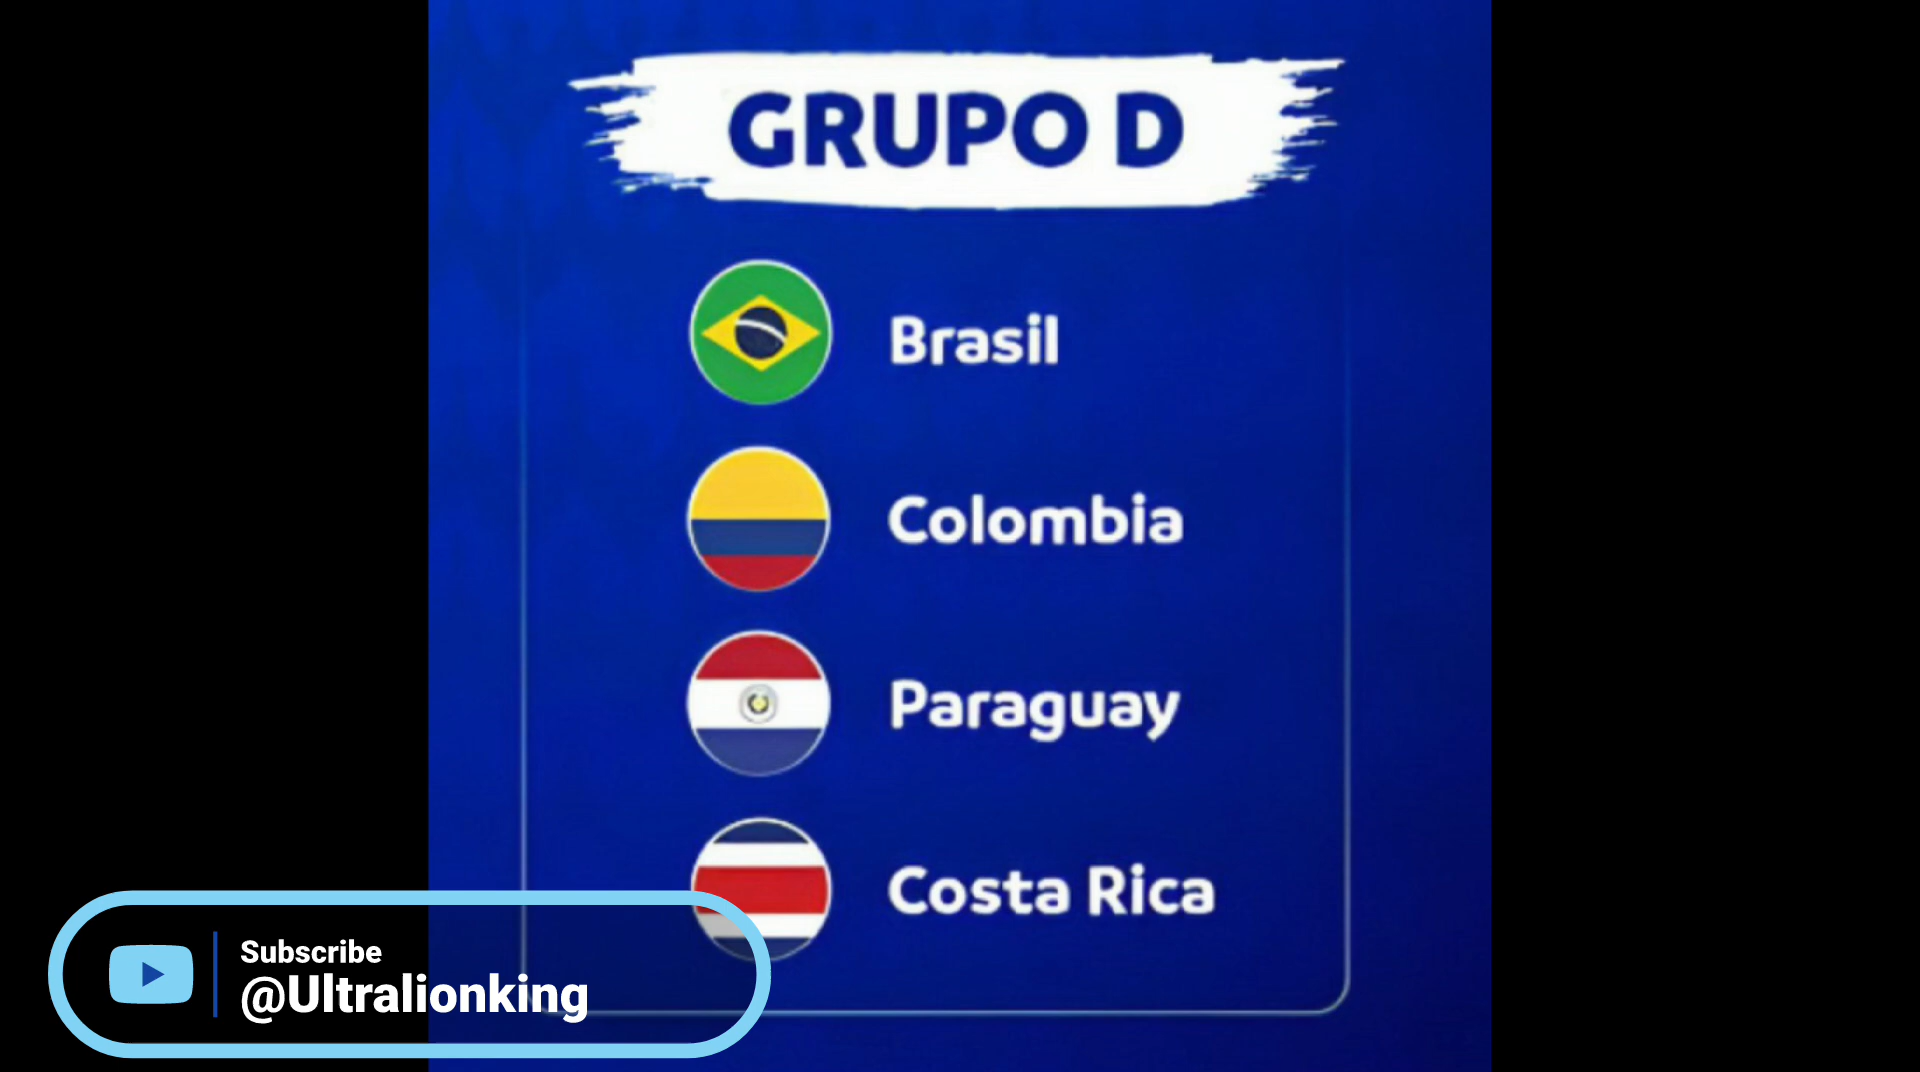 GRUPO D
Brasil
Colombia
Paraguay
Costa Rica
Subscribe
@Ultralionking